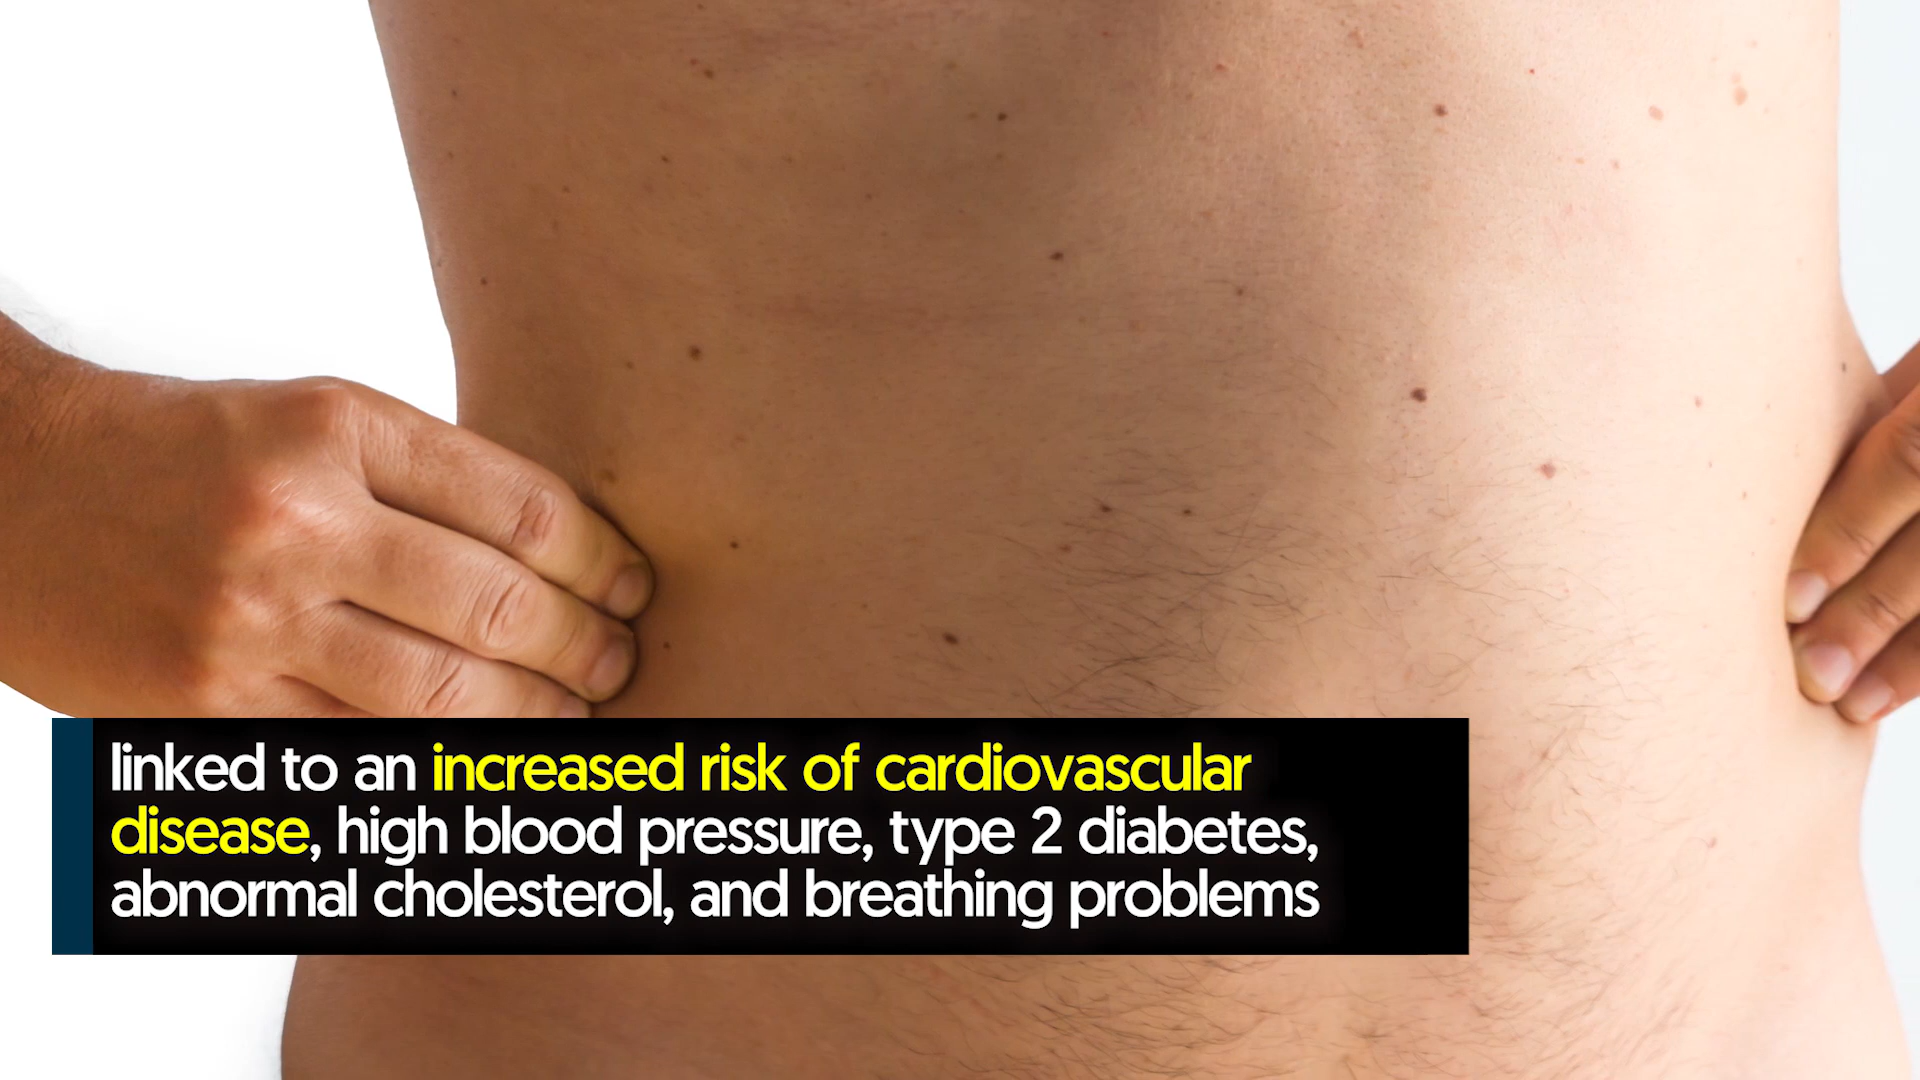 linked to an increased risk of cardiovascular
disease, high blood pressure, type 2 diabetes,
abnormal cholesterol, and breathing problems